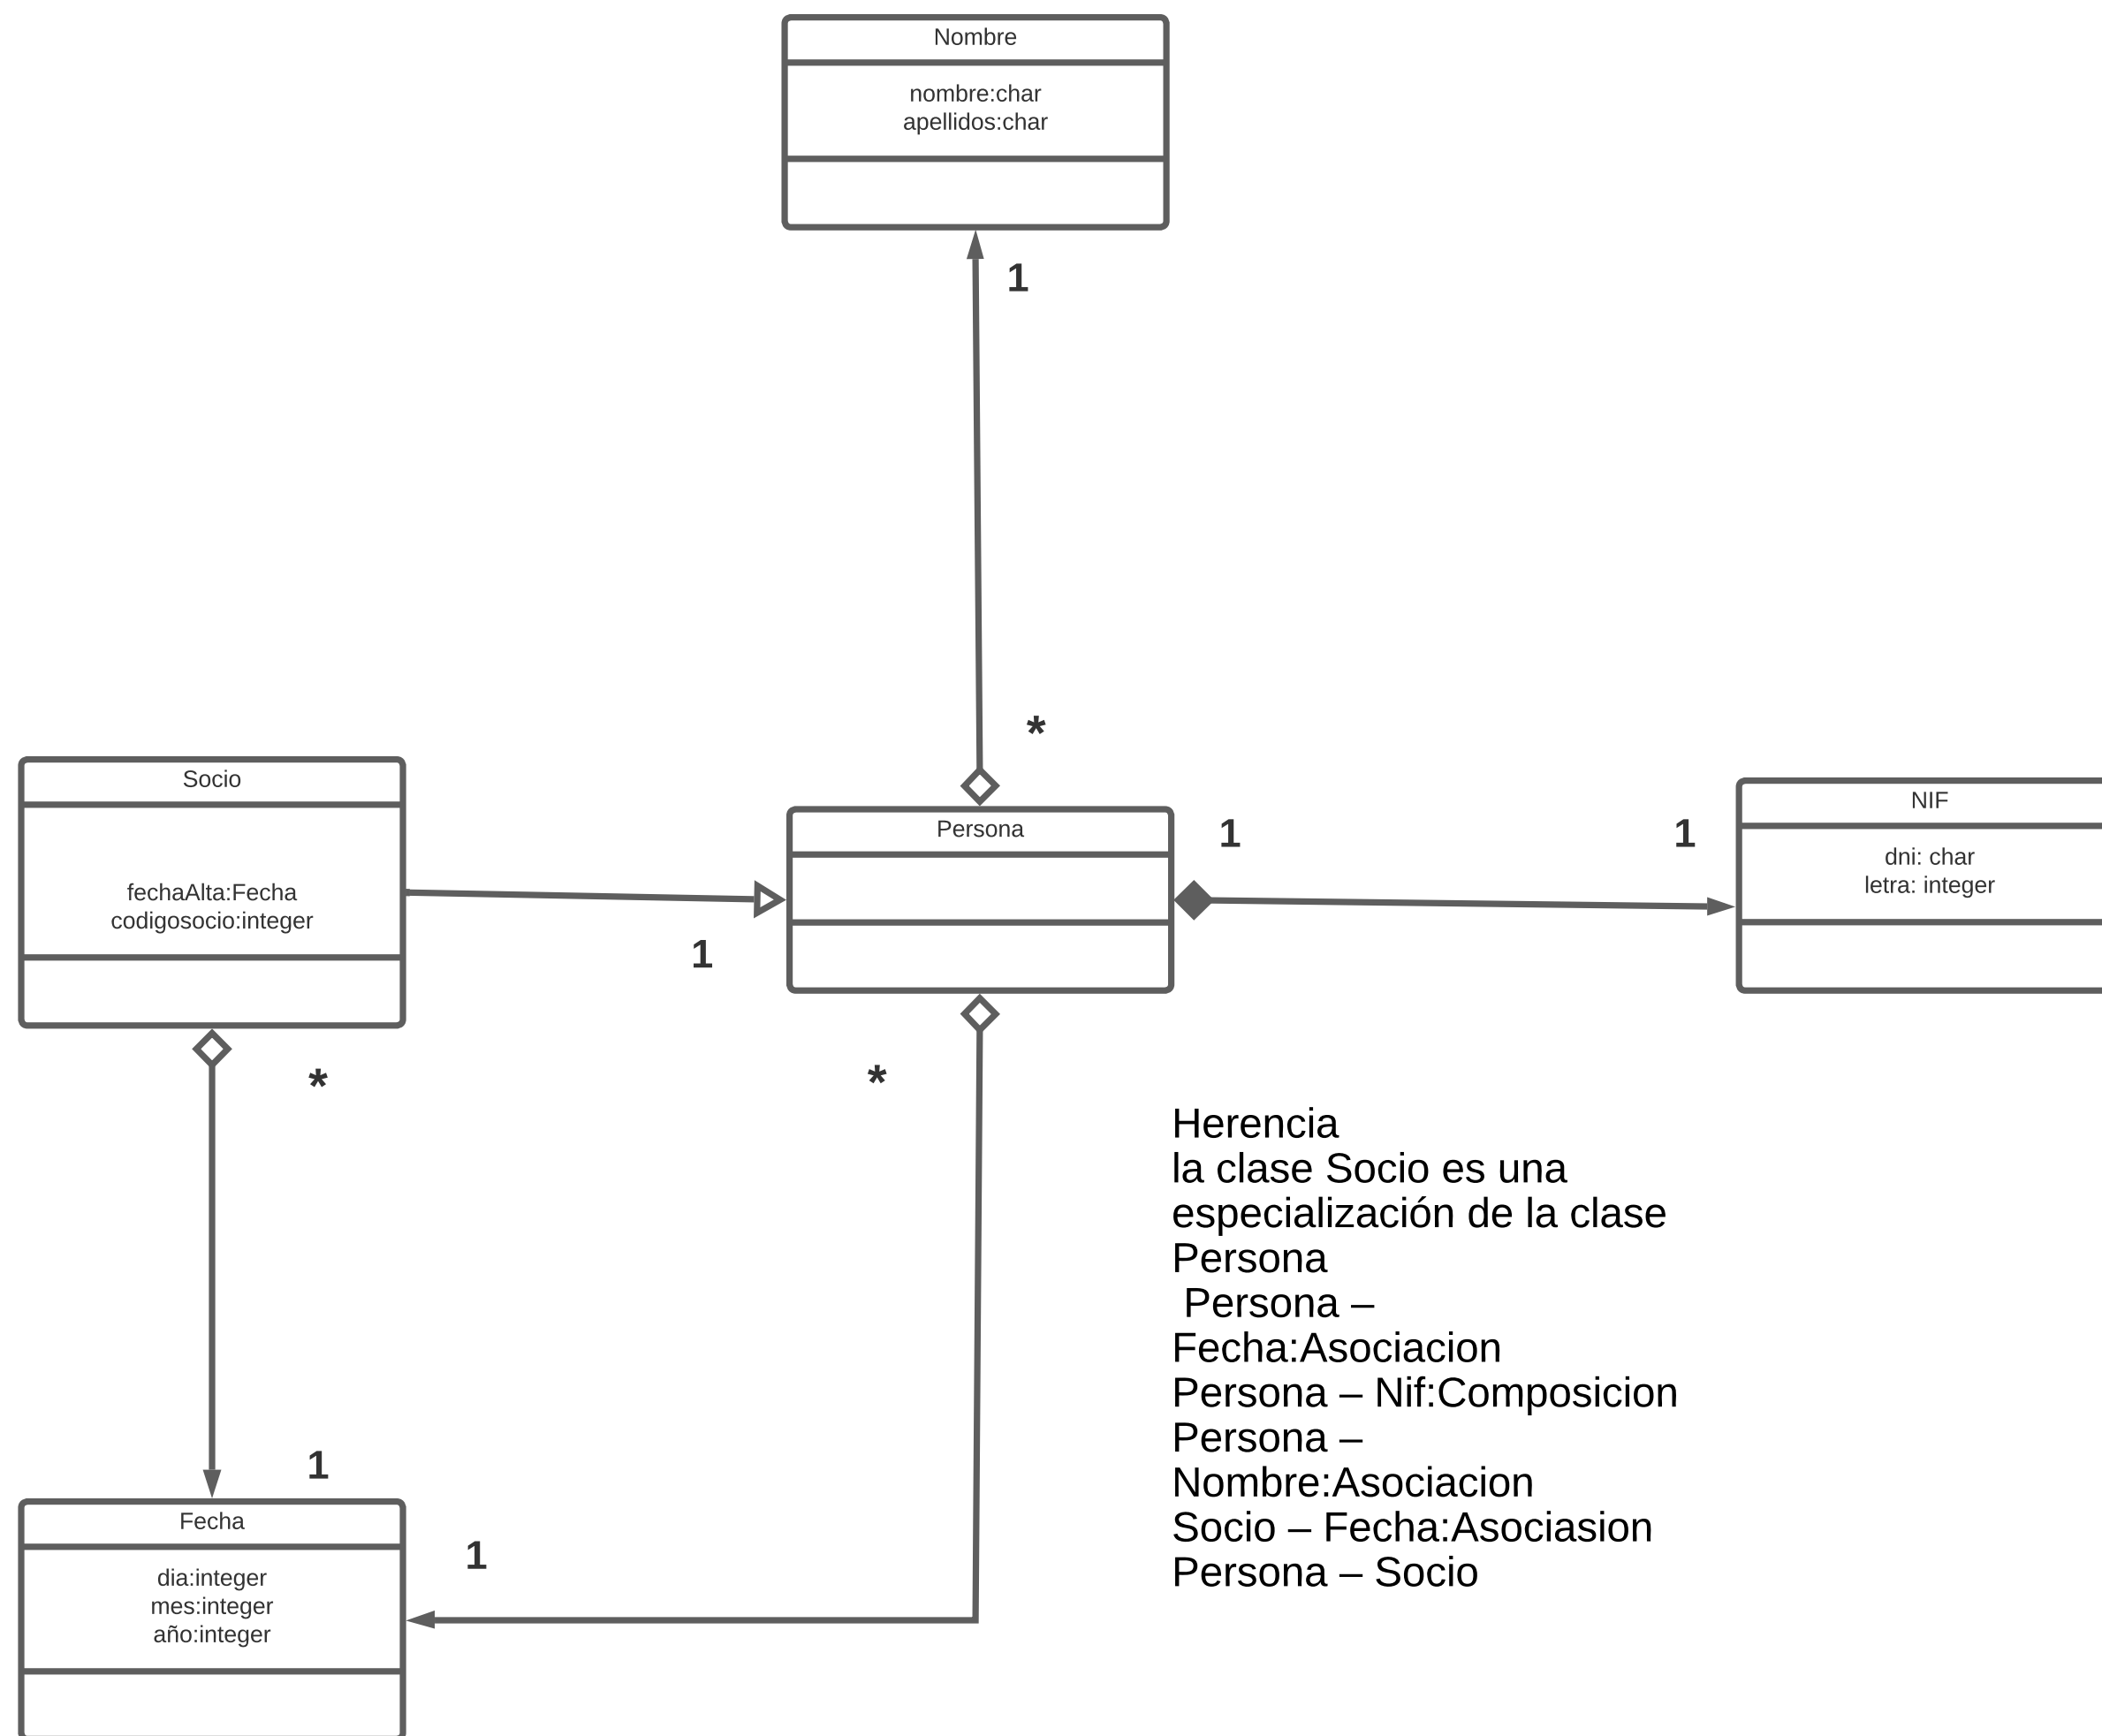 Nombre
nombre:char
apellidos:char
1
*
Socio
fechaAlta:Fecha
codigosocio:integer
Persona
1
1
1
NIF
dni: char
letra: integer
*
*
1
1
Fecha
dia:integer
mes:integer
año:integer
Herencia
la clase Socio es una
especialización de la clase
Persona
Persona –
Fecha:Asociacion
Persona – Nif:Composicion
Persona –
Nombre:Asociacion
Socio – Fecha:Asociasion
Persona – Socio